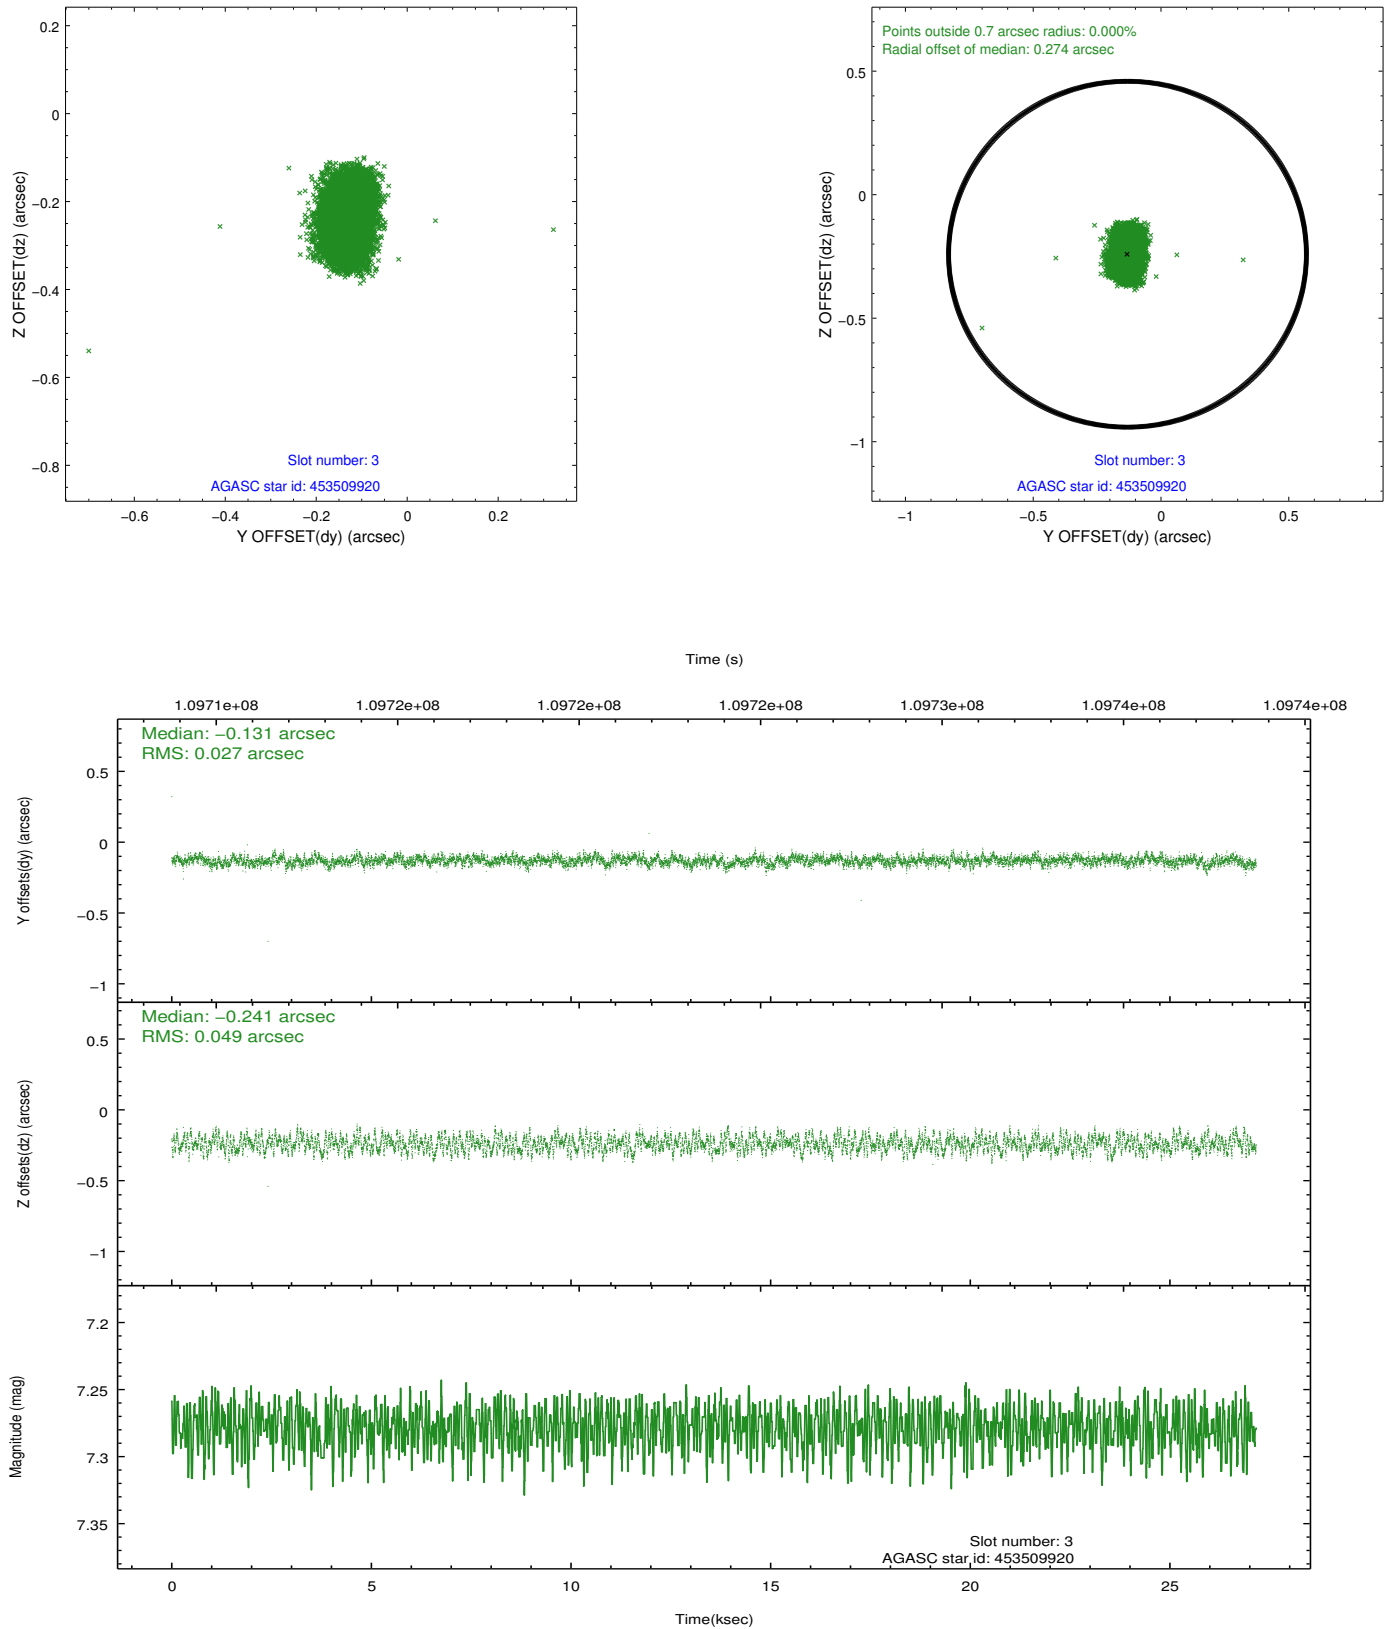 0.2
0
−0.2
−0.4
−0.6
−0.8
Z OFFSET(dz) (arcsec)
Slot number: 3
AGASC star id: 453509920
−0.6
−0.4
−0.2
0
0.2
Y OFFSET(dy) (arcsec)
Points outside 0.7 arcsec radius: 0.000%
Radial offset of median: 0.274 arcsec
0.5
0
−0.5
−1
Z OFFSET(dz) (arcsec)
Slot number: 3
AGASC star id: 453509920
−1
−0.5
0
0.5
Y OFFSET(dy) (arcsec)
Time (s)
1.0971e+08
1.0972e+08
1.0972e+08
1.0972e+08
1.0973e+08
1.0974e+08
1.0974e+08
Median: −0.131 arcsec
RMS: 0.027 arcsec
0.5
0
−0.5
−1
Y offsets(dy) (arcsec)
Median: −0.241 arcsec
RMS: 0.049 arcsec
0.5
0
−0.5
−1
Z offsets(dz) (arcsec)
7.2
7.25
7.3
7.35
Magnitude (mag)
Slot number: 3
AGASC star id: 453509920
0
5
10
15
20
25
Time(ksec)